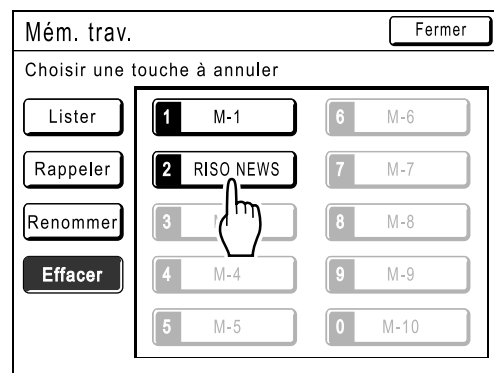 Mém. trav.
Fermer
Choisir une touche à annuler
Lister
Rappeler
Renommer
Effacer
1 M-1
2 RISO NEWS
3
4 M-4
5 M-5
6 M-6
7 M-7
8 M-8
9 M-9
0 M-10